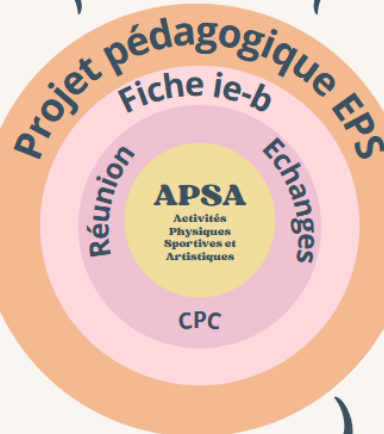 Projet pédagogique EPS
Fiche ie-b
Réunion
Echanges
APSA
Activités
Physiques
Sportives et
Artistiques
CPC